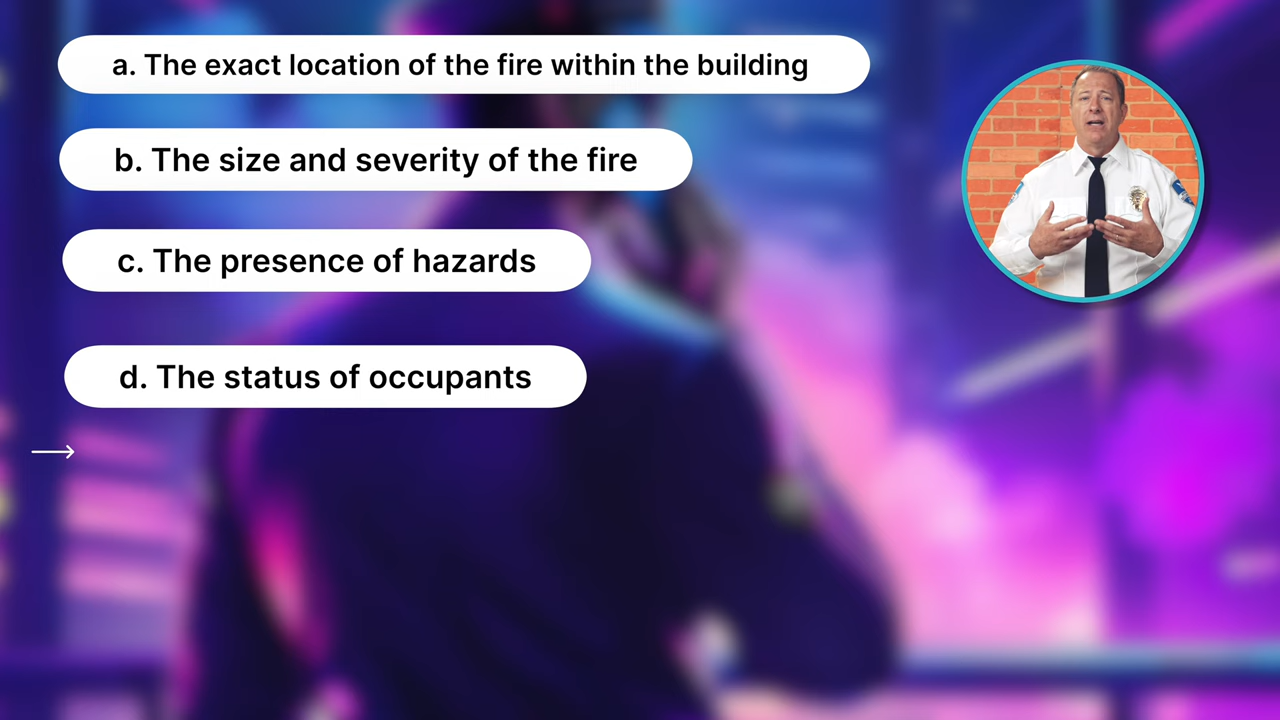 a. The exact location of the fire within the building
b. The size and severity of the fire
c. The presence of hazards
d. The status of occupants